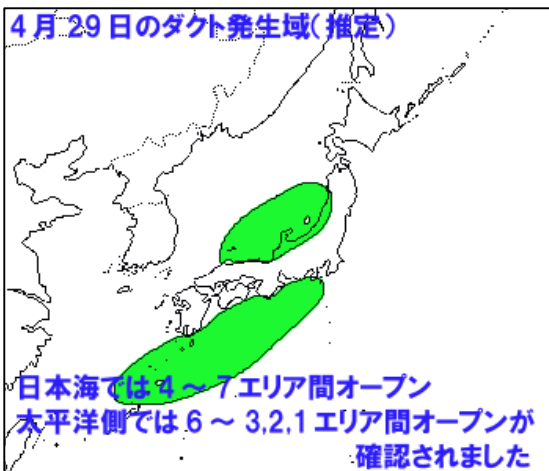 4月29日のダクト発生域(推定)
日本海では4～7エリア間オープン
太平洋側では6～3,2,1エリア間オープンが
確認されました